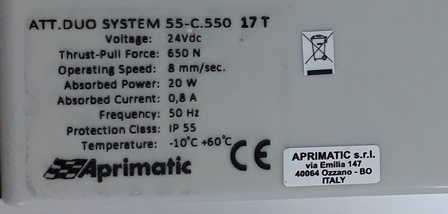 ATT.DUO SYSTEM 55-C.550 17 T
Voltage: 24Vdc
Thrust-Pull Force: 650 N
Operating Speed: 8 mm/sec.
Absorbed Power: 20 W
Absorbed Current: 0,8 A
Frequency: 50 Hz
Protection Class: IP 55
Temperature: -10°C +60°C
Aprimatic
CE
APRIMATIC s.r.l.
via Emilia 147
40064 Ozzano - BO
ITALY